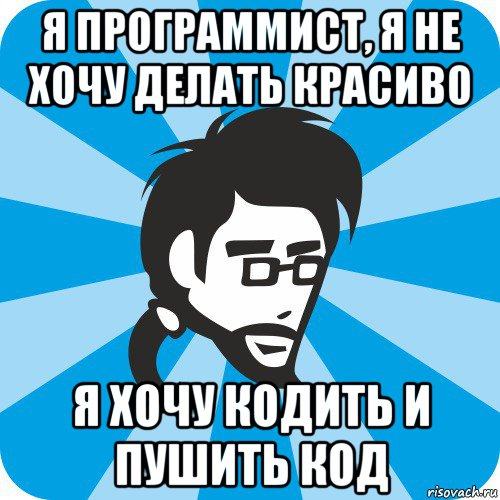 Я ПРОГРАММИСТ, Я НЕ
ХОЧУ ДЕЛАТЬ КРАСИВО
Я ХОЧУ КОДИТЬ И
ПУШИТЬ КОД
risovach.ru